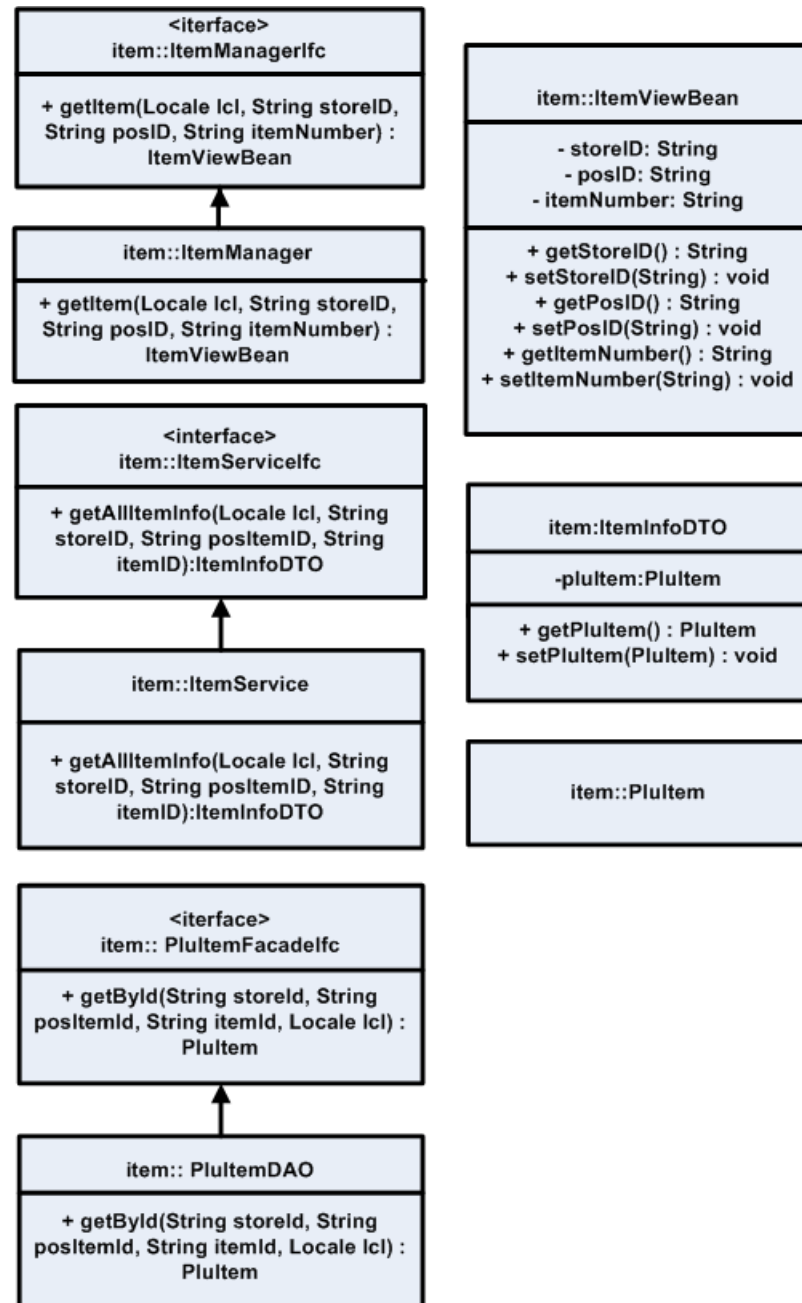 <iterface>
item::ItemManagerIfc
+ getItem(Locale lcl, String storeID,
String posID, String itemNumber) :
ItemViewBean
item::ItemManager
+ getItem(Locale lcl, String storeID,
String posID, String itemNumber) :
ItemViewBean
<interface>
item::ItemServiceIfc
+ getAllItemInfo(Locale lcl, String
storeID, String posItemID, String
itemID):ItemInfoDTO
item::ItemService
+ getAllItemInfo(Locale lcl, String
storeID, String posItemID, String
itemID):ItemInfoDTO
<iterface>
item:: PluItemFacadeIfc
+ getById(String storeId, String
posItemId, String itemId, Locale lcl) :
PluItem
item:: PluItemDAO
+ getById(String storeId, String
posItemId, String itemId, Locale lcl) :
PluItem
item::ItemViewBean
- storeID: String
- posID: String
- itemNumber: String
+ getStoreID() : String
+ setStoreID(String) : void
+ getPosID() : String
+ setPosID(String) : void
+ getItemNumber() : String
+ setItemNumber(String) : void
item:ItemInfoDTO
-pluItem:PluItem
+ getPluItem() : PluItem
+ setPluItem(PluItem) : void
item::PluItem